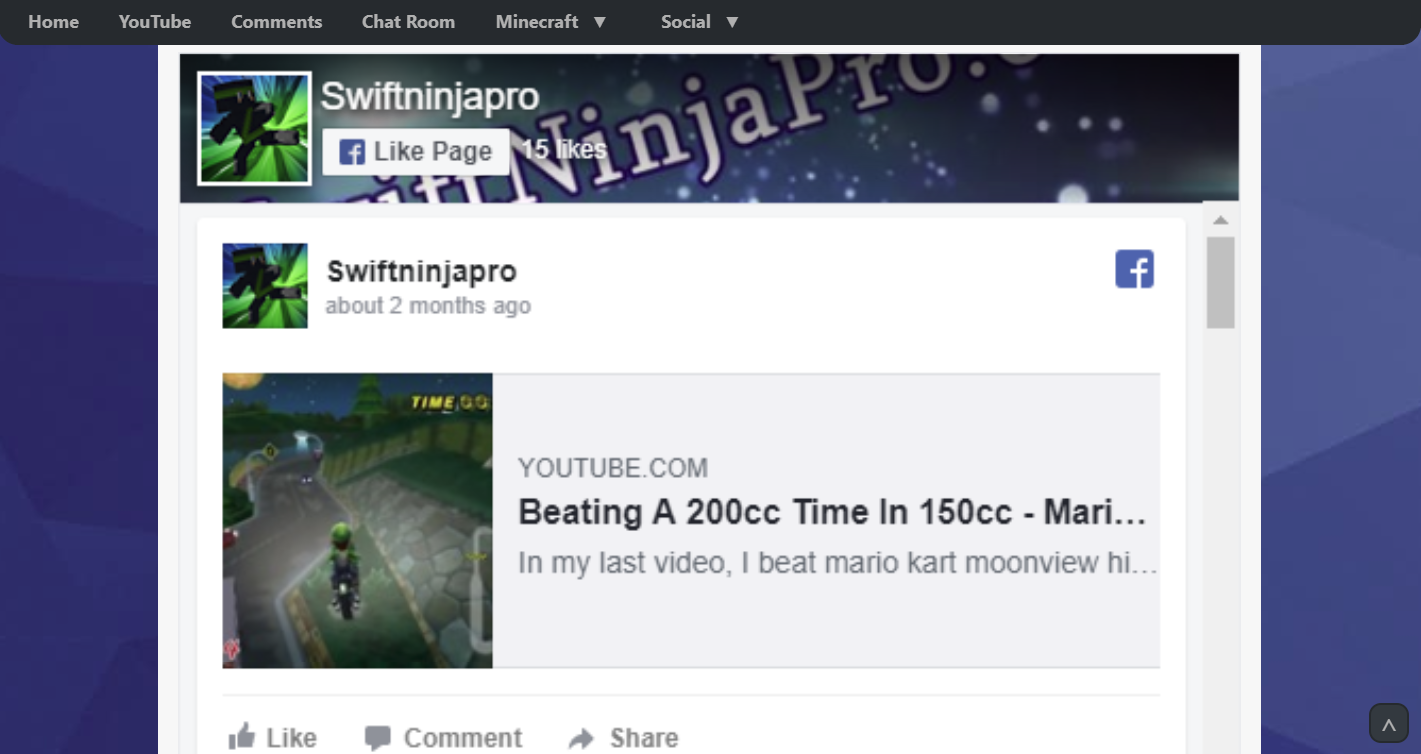 Home YouTube Comments Chat Room Minecraft ▼ Social ▼
Swiftninjapro
Like Page 15 likes
SwiftNinjaPro.
Swiftninjapro
about 2 months ago
TIME
YOUTUBE.COM
Beating A 200cc Time In 150cc - Mari...
In my last video, I beat mario kart moonview hi...
Like Comment Share